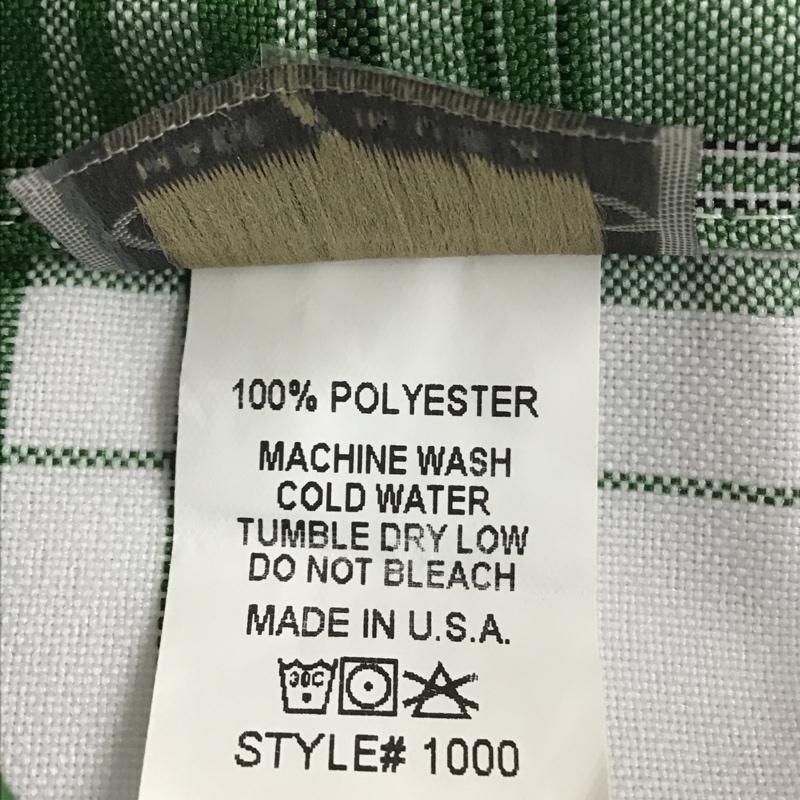 100% POLYESTER
MACHINE WASH
COLD WATER
TUMBLE DRY LOW
DO NOT BLEACH
MADE IN U.S.A.
30C
STYLE# 1000